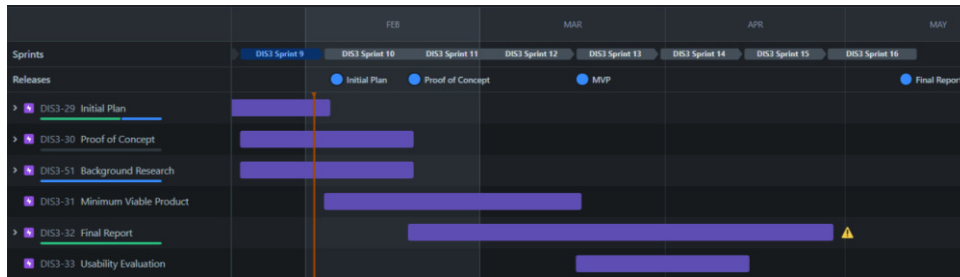 FEB MAR APR MAY
Sprints DIS3 Sprint 9 DIS3 Sprint 10 DIS3 Sprint 11 DIS3 Sprint 12 DIS3 Sprint 13 DIS3 Sprint 14 DIS3 Sprint 15 DIS3 Sprint 16
Releases Initial Plan Proof of Concept MVP Final Repor
DIS3-29 Initial Plan
DIS3-30 Proof of Concept
DIS3-51 Background Research
DIS3-31 Minimum Viable Product
DIS3-32 Final Report
DIS3-33 Usability Evaluation